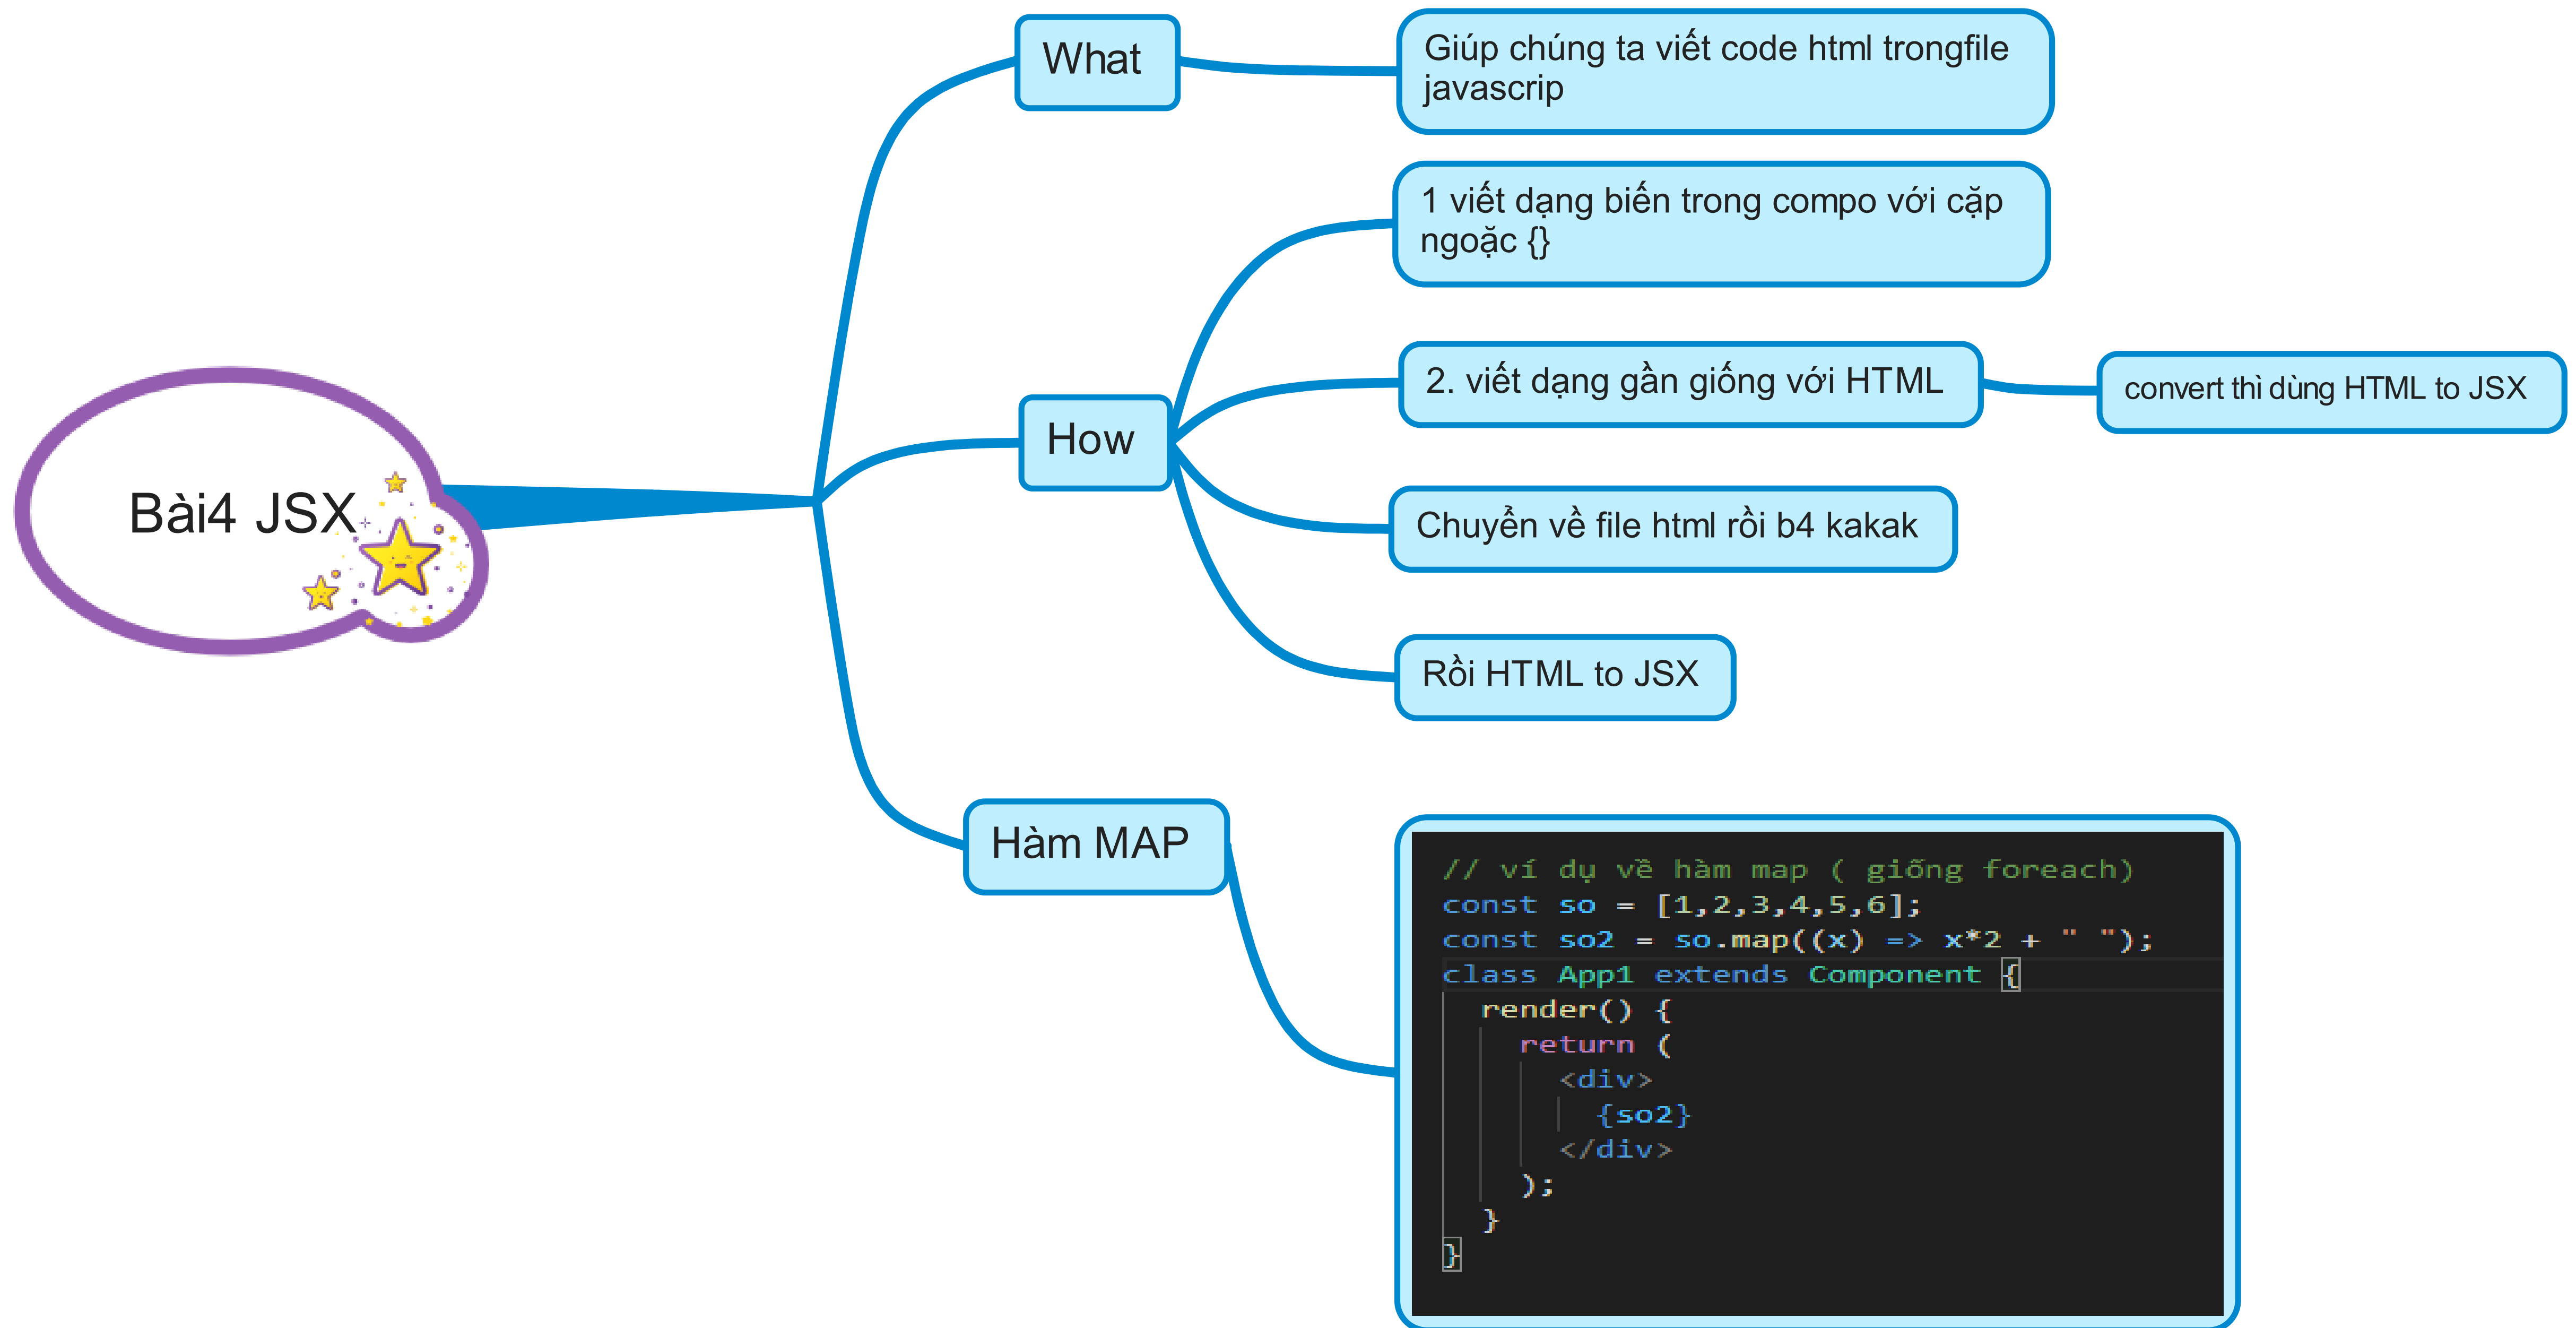 Bài4 JSX
What
Giúp chúng ta viết code html trongfile
javascrip
How
1 viết dạng biến trong compo với cặp
ngoặc {}
2. viết dạng gần giống với HTML
convert thì dùng HTML to JSX
Chuyển về file html rồi b4 kakak
Rồi HTML to JSX
Hàm MAP
// ví dụ về hàm map ( giống foreach)
const so = [1,2,3,4,5,6];
const so2 = so.map((x) => x*2 + " ");
class App1 extends Component {
render() {
return (
<div>
{so2}
</div>
);
}
}